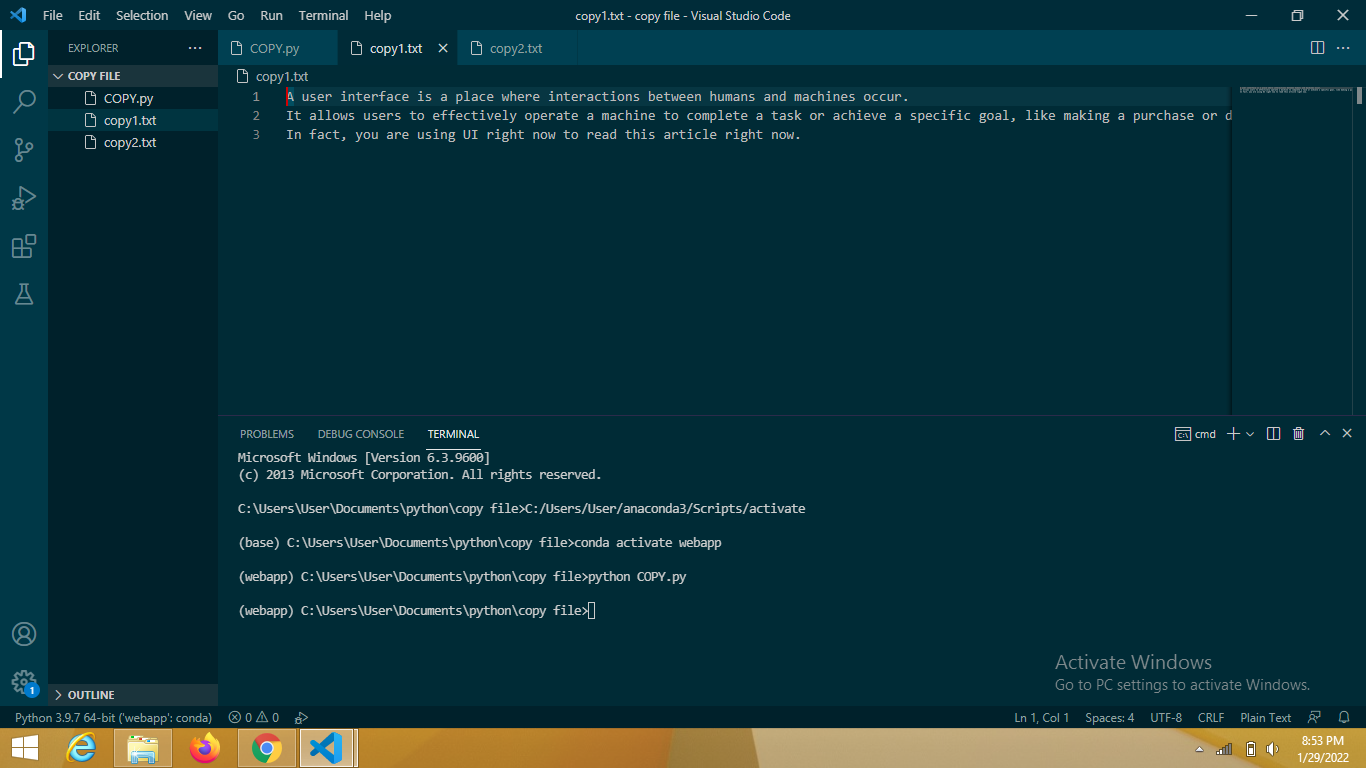 File Edit Selection View Go Run Terminal Help
copy1.txt - copy file - Visual Studio Code
EXPLORER
COPY.py
copy1.txt
copy2.txt
COPY FILE
COPY.py
copy1.txt
copy2.txt
copy1.txt
1 A user interface is a place where interactions between humans and machines occur.
2 It allows users to effectively operate a machine to complete a task or achieve a specific goal, like making a purchase or d
3 In fact, you are using UI right now to read this article right now.
PROBLEMS DEBUG CONSOLE TERMINAL
cmd
Microsoft Windows [Version 6.3.9600]
(c) 2013 Microsoft Corporation. All rights reserved.
C:\Users\User\Documents\python\copy file>C:/Users/User/anaconda3/Scripts/activate
(base) C:\Users\User\Documents\python\copy file>conda activate webapp
(webapp) C:\Users\User\Documents\python\copy file>python COPY.py
(webapp) C:\Users\User\Documents\python\copy file>
Activate Windows
Go to PC settings to activate Windows.
1
OUTLINE
Python 3.9.7 64-bit ('webapp': conda) 0 0
Ln 1, Col 1 Spaces: 4 UTF-8 CRLF Plain Text
8:53 PM
1/29/2022